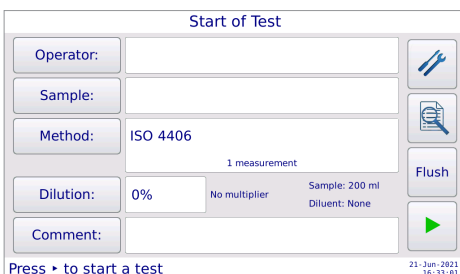 Start of Test
Operator:
Sample:
Method: ISO 4406
1 measurement
Flush
Dilution: 0% No multiplier Sample: 200 ml
Diluent: None
Comment:
Press ▸ to start a test
21-Jun-2021
16:33:01